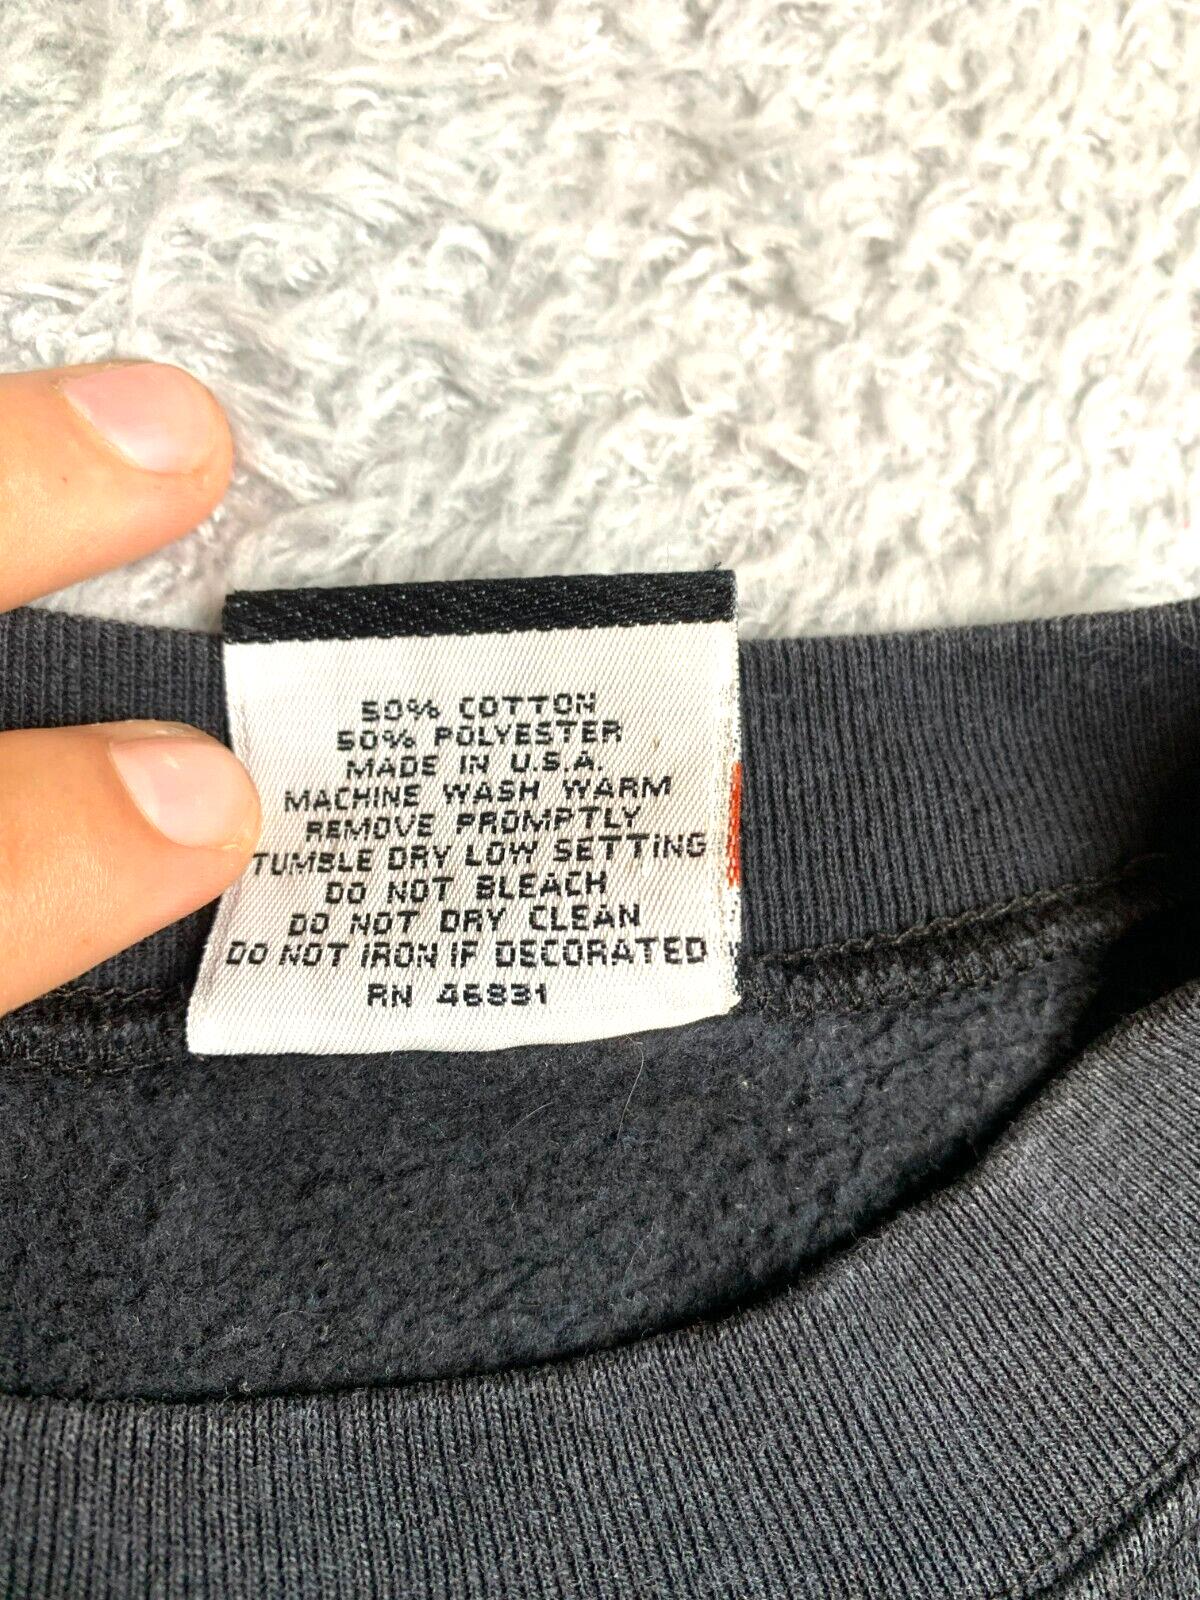 50% COTTON
50% POLYESTER
MADE IN U.S.A.
MACHINE WASH WARM
REMOVE PROMPTLY
TUMBLE DRY LOW SETTING
DO NOT BLEACH
DO NOT DRY CLEAN
DO NOT IRON IF DECORATED
RN 46831